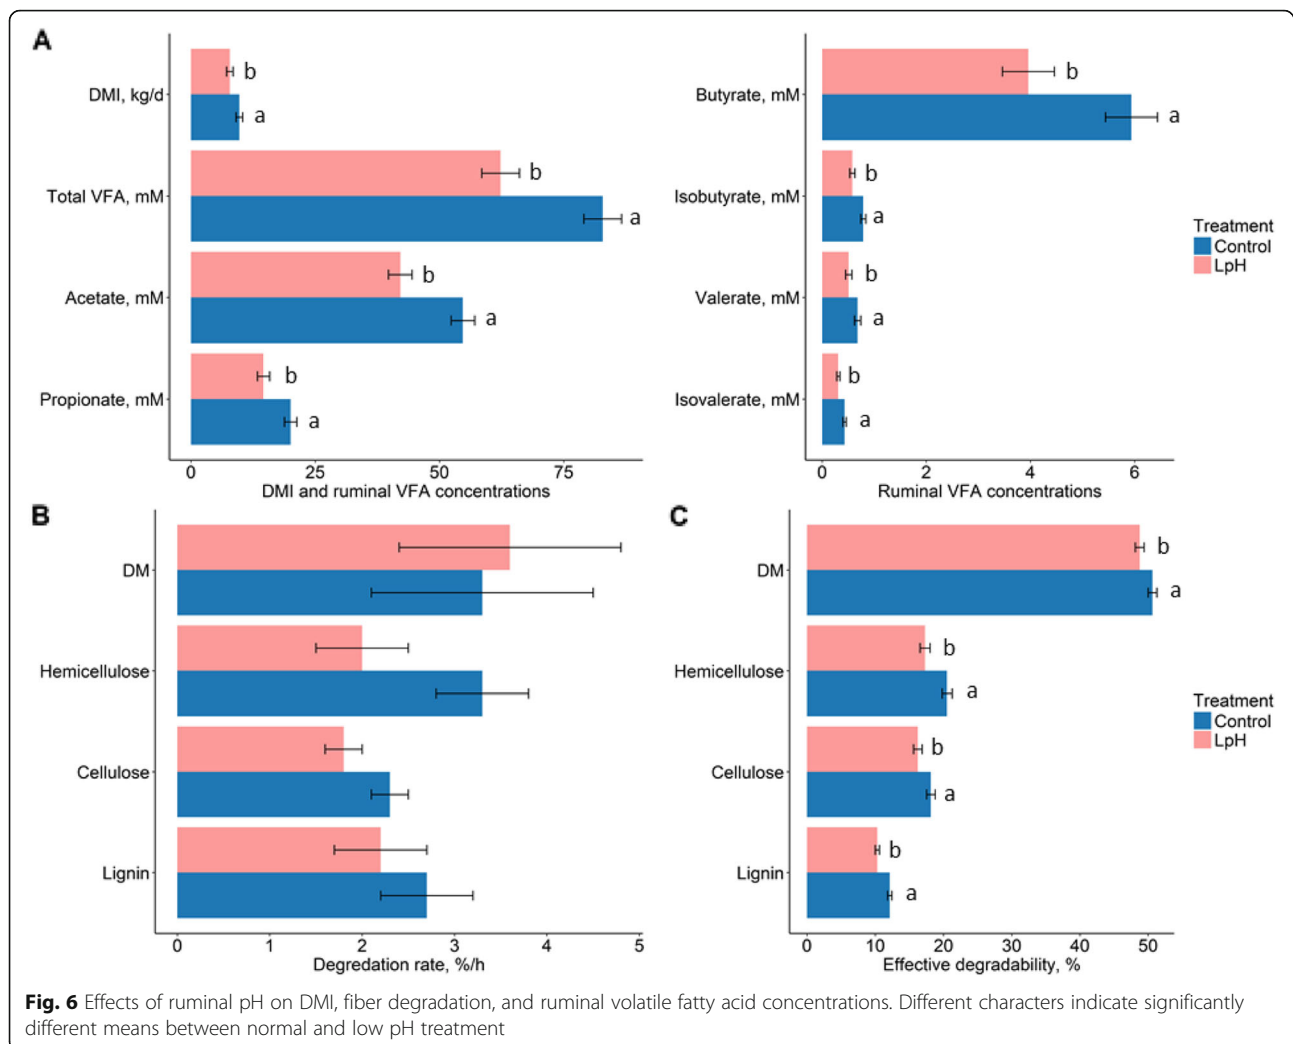 A
DMI, kg/d
b
a
Total VFA, mM
b
a
Acetate, mM
b
a
Propionate, mM
b
a
0 25 50 75
DMI and ruminal VFA concentrations
Butyrate, mM
b
a
Isobutyrate, mM
b
a
Valerate, mM
b
a
Isovalerate, mM
b
a
0 2 4 6
Ruminal VFA concentrations
Treatment
Control
LpH
B
DM
Hemicellulose
Cellulose
Lignin
0 1 2 3 4 5
Degredation rate, %/h
C
DM
b
a
Hemicellulose
b
a
Cellulose
b
a
Lignin
b
a
0 10 20 30 40 50
Effective degradability, %
Treatment
Control
LpH
Fig. 6 Effects of ruminal pH on DMI, fiber degradation, and ruminal volatile fatty acid concentrations. Different characters indicate significantly
different means between normal and low pH treatment